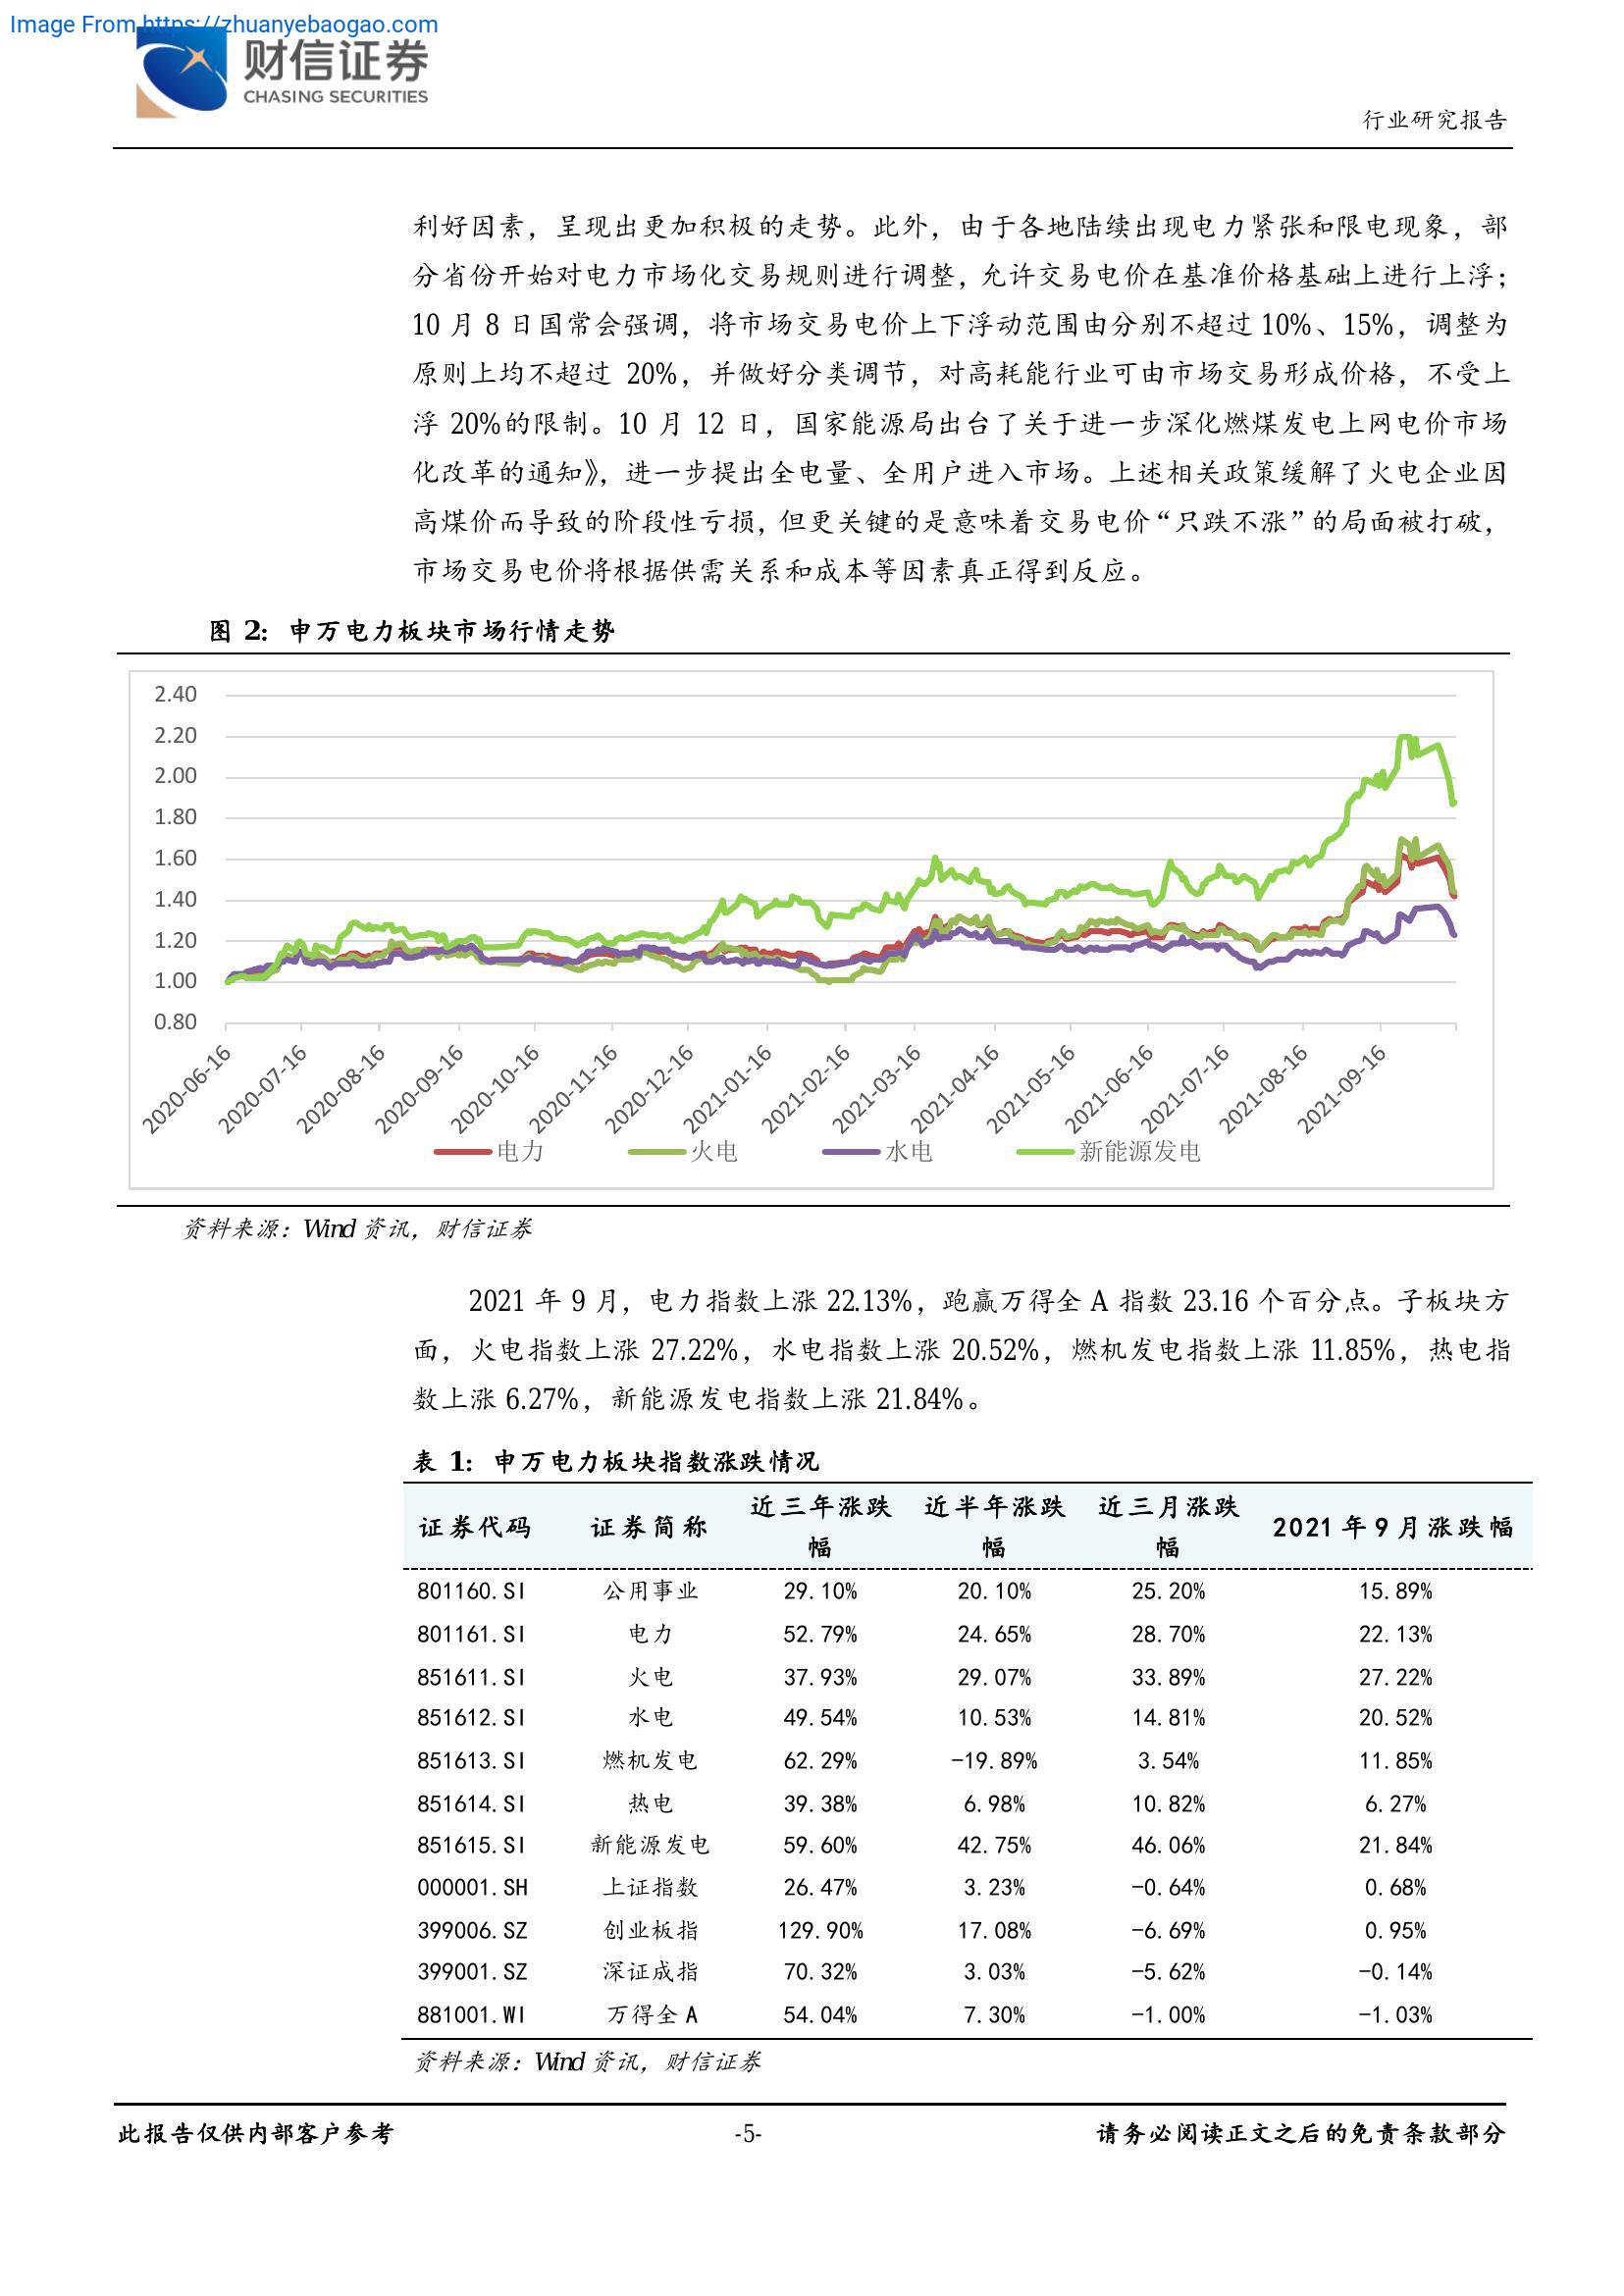 Image From https://zhuanyebaogao.com
财信证券
CHASING SECURITIES
行业研究报告
利好因素，呈现出更加积极的走势。此外，由于各地陆续出现电力紧张和限电现象，部
分省份开始对电力市场化交易规则进行调整，允许交易电价在基准价格基础上进行上浮；
10 月 8 日国常会强调，将市场交易电价上下浮动范围由分别不超过 10%、15%，调整为
原则上均不超过 20%，并做好分类调节，对高耗能行业可由市场交易形成价格，不受上
浮 20%的限制。10 月 12 日，国家能源局出台了关于进一步深化燃煤发电上网电价市场
化改革的通知》，进一步提出全电量、全用户进入市场。上述相关政策缓解了火电企业因
高煤价而导致的阶段性亏损，但更关键的是意味着交易电价“只跌不涨”的局面被打破，
市场交易电价将根据供需关系和成本等因素真正得到反应。
图 2：申万电力板块市场行情走势
2.40
2.20
2.00
1.80
1.60
1.40
1.20
1.00
0.80
2020-06-16 2020-07-16 2020-08-16 2020-09-16 2020-10-16 2020-11-16 2020-12-16 2021-01-16 2021-02-16 2021-03-16 2021-04-16 2021-05-16 2021-06-16 2021-07-16 2021-08-16 2021-09-16
电力 火电 水电 新能源发电
资料来源：Wind 资讯，财信证券
2021 年 9 月，电力指数上涨 22.13%，跑赢万得全 A 指数 23.16 个百分点。子板块方
面，火电指数上涨 27.22%，水电指数上涨 20.52%，燃机发电指数上涨 11.85%，热电指
数上涨 6.27%，新能源发电指数上涨 21.84%。
表 1：申万电力板块指数涨跌情况
证券代码 证券简称 近三年涨跌幅 近半年涨跌幅 近三月涨跌幅 2021 年 9 月涨跌幅
801160.SI 公用事业 29.10% 20.10% 25.20% 15.89%
801161.SI 电力 52.79% 24.65% 28.70% 22.13%
851611.SI 火电 37.93% 29.07% 33.89% 27.22%
851612.SI 水电 49.54% 10.53% 14.81% 20.52%
851613.SI 燃机发电 62.29% -19.89% 3.54% 11.85%
851614.SI 热电 39.38% 6.98% 10.82% 6.27%
851615.SI 新能源发电 59.60% 42.75% 46.06% 21.84%
000001.SH 上证指数 26.47% 3.23% -0.64% 0.68%
399006.SZ 创业板指 129.90% 17.08% -6.69% 0.95%
399001.SZ 深证成指 70.32% 3.03% -5.62% -0.14%
881001.WI 万得全 A 54.04% 7.30% -1.00% -1.03%
资料来源：Wind 资讯，财信证券
此报告仅供内部客户参考 -5- 请务必阅读正文之后的免责条款部分